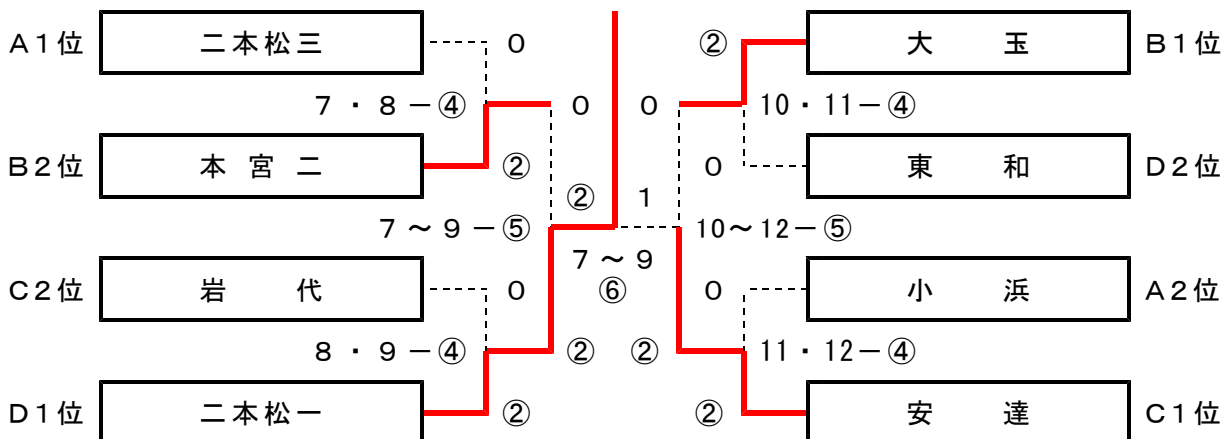 A1位 二本松三 0 ② 大 玉 B1位
7・8－④ 0 0 10・11－④
B2位 本宮二 ② 0 東 和 D2位
② 1
7～9－⑤ 10～12－⑤
7～9
C2位 岩 代 0 ⑥ 0 小 浜 A2位
8・9－④ ② ② 11・12－④
D1位 二本松一 ② ② 安 達 C1位